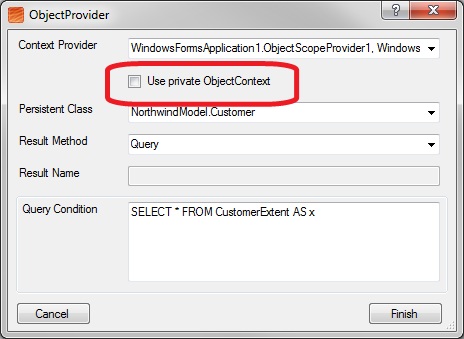 ObjectProvider
Context Provider
WindowsFormsApplication1.ObjectScopeProvider1, Windows
Use private ObjectContext
Persistent Class
NorthwindModel.Customer
Result Method
Query
Result Name
Query Condition
SELECT * FROM CustomerExtent AS x
Cancel
Finish